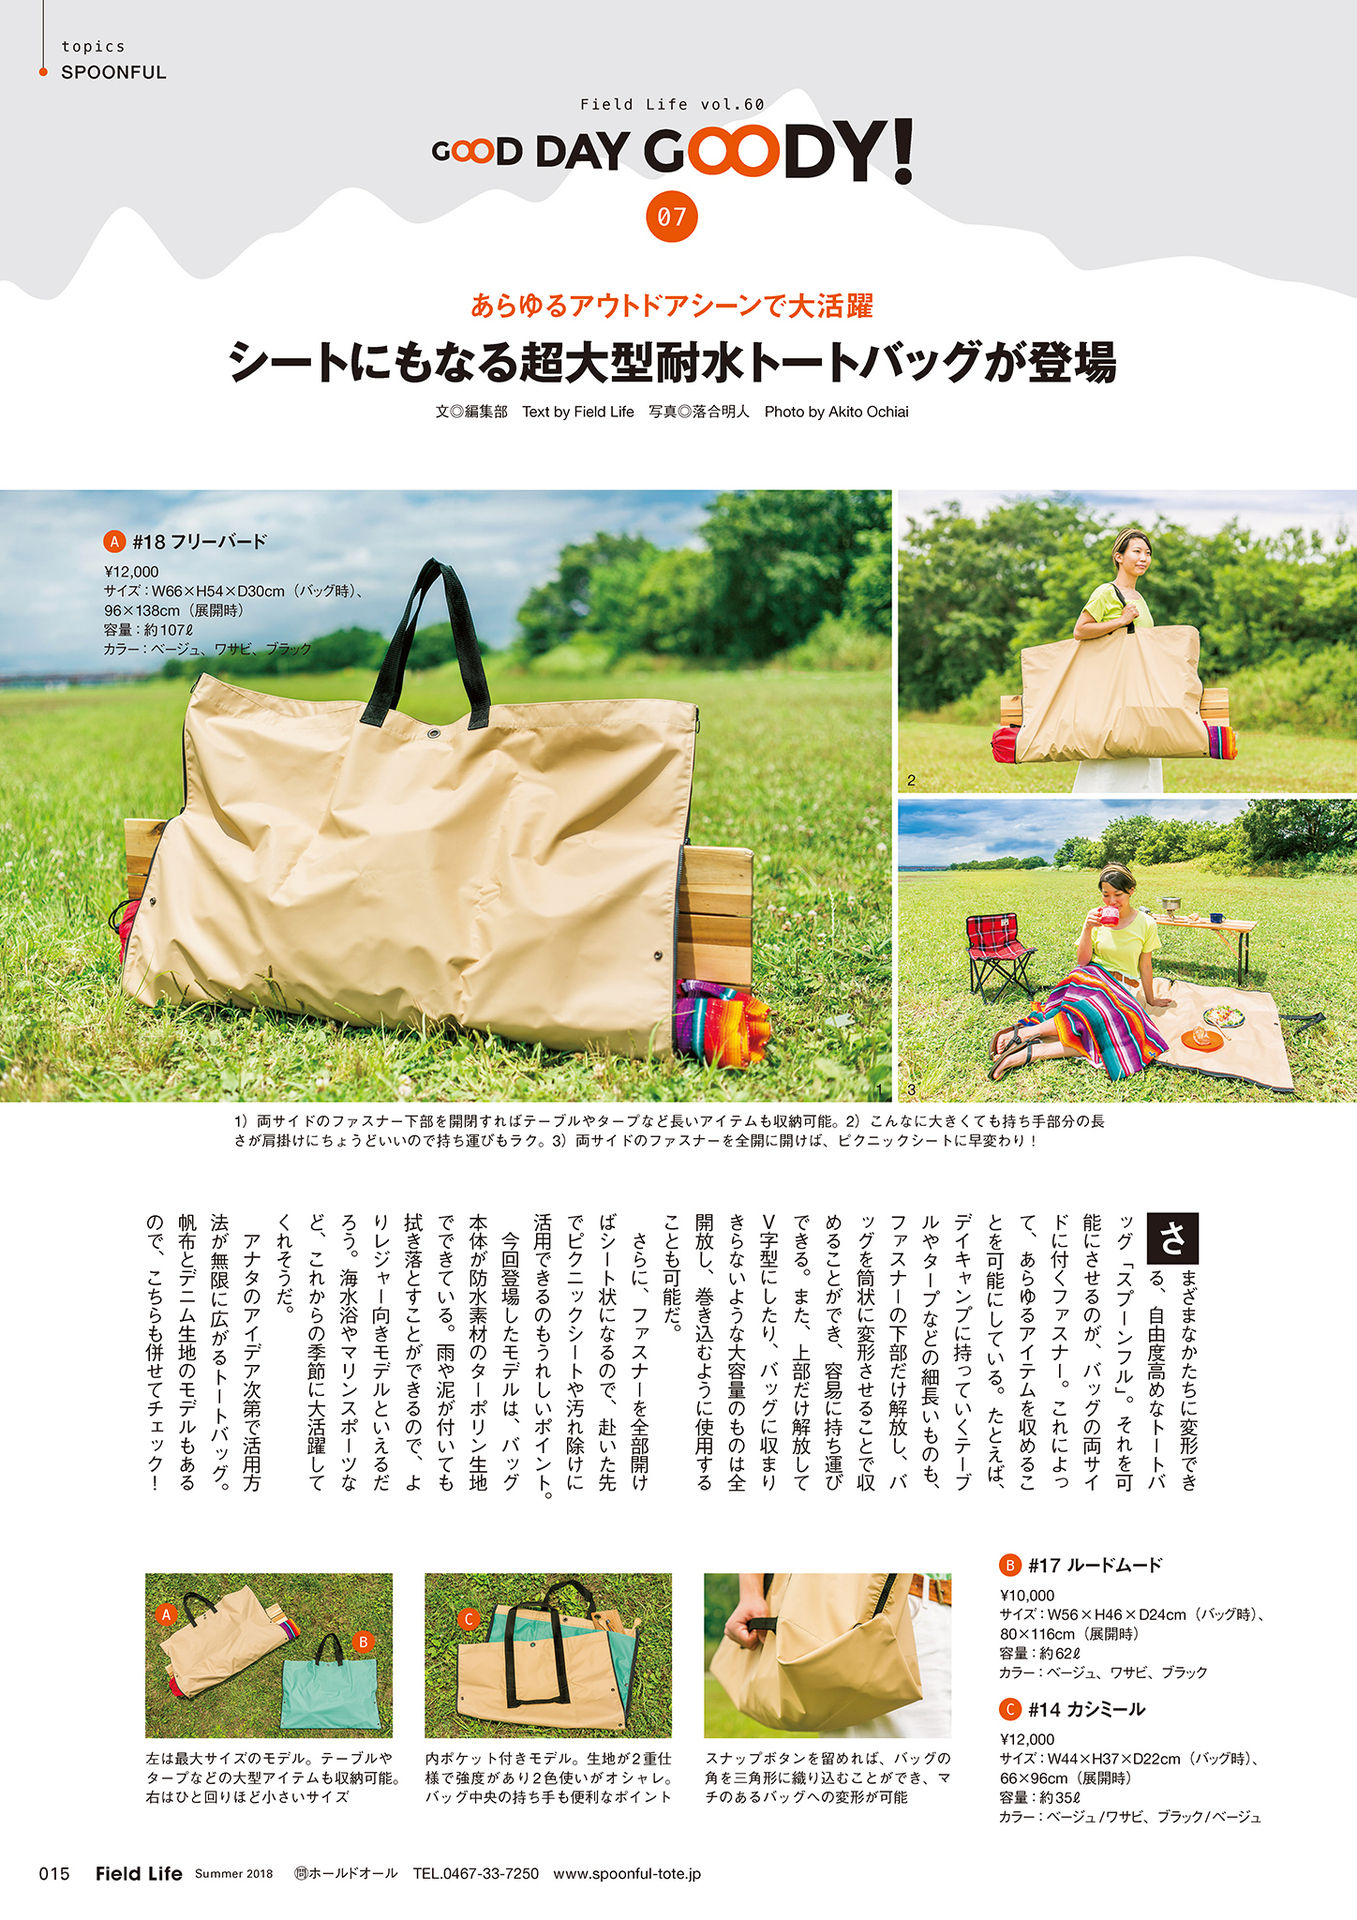 topics
SPOONFUL
Field Life vol.60
GOOD DAY GOODY!
07
あらゆるアウトドアシーンで大活躍
シートにもなる超大型耐水トートバッグが登場
文◎編集部 Text by Field Life 写真◎落合明人 Photo by Akito Ochiai
A #18 フリーバード
¥12,000
サイズ：W66×H54×D30cm（バッグ時）、
96×138cm（展開時）
容量：約107ℓ
カラー：ベージュ、ワサビ、ブラック
1
2
3
1）両サイドのファスナー下部を開閉すればテーブルやタープなど長いアイテムも収納可能。2）こんなに大きくても持ち手部分の長
さが肩掛けにちょうどいいので持ち運びもラク。3）両サイドのファスナーを全開に開けば、ピクニックシートに早変わり！
さまざまなかたちに変形でき
る、自由度高めなトートバ
ッグ「スプーンフル」。それを可
能にさせるのが、バッグの両サイ
ドに付くファスナー。これによっ
て、あらゆるアイテムを収めるこ
とを可能にしている。たとえば、
デイキャンプに持っていくテーブ
ルやタープなどの細長いものも、
ファスナーの下部だけ解放し、バ
ッグを筒状に変形させることで収
めることができ、容易に持ち運び
できる。また、上部だけ解放して
V字型にしたり、バッグに収まり
きらないような大容量のものは全
開放し、巻き込むように使用する
ことも可能だ。
さらに、ファスナーを全部開け
ばシート状になるので、赴いた先
でピクニックシートや汚れ除けに
活用できるのもうれしいポイント。
今回登場したモデルは、バッグ
本体が防水素材のターポリン生地
でできている。雨や泥が付いても
拭き落とすことができるので、よ
りレジャー向きモデルといえるだ
ろう。海水浴やマリンスポーツな
ど、これからの季節に大活躍して
くれそうだ。
アナタのアイデア次第で活用方
法が無限に広がるトートバッグ。
帆布とデニム生地のモデルもある
ので、こちらも併せてチェック！
A
B
左は最大サイズのモデル。テーブルや
タープなどの大型アイテムも収納可能。
右はひと回りほど小さいサイズ
C
内ポケット付きモデル。生地が2重仕
様で強度があり2色使いがオシャレ。
バッグ中央の持ち手も便利なポイント
スナップボタンを留めれば、バッグの
角を三角形に織り込むことができ、マ
チのあるバッグへの変形が可能
B #17 ルードムード
¥10,000
サイズ：W56×H46×D24cm（バッグ時）、
80×116cm（展開時）
容量：約62ℓ
カラー：ベージュ、ワサビ、ブラック
C #14 カシミール
¥12,000
サイズ：W44×H37×D22cm（バッグ時）、
66×96cm（展開時）
容量：約35ℓ
カラー：ベージュ/ワサビ、ブラック/ベージュ
015 Field Life Summer 2018 ㉄ホールドオール TEL.0467-33-7250 www.spoonful-tote.jp